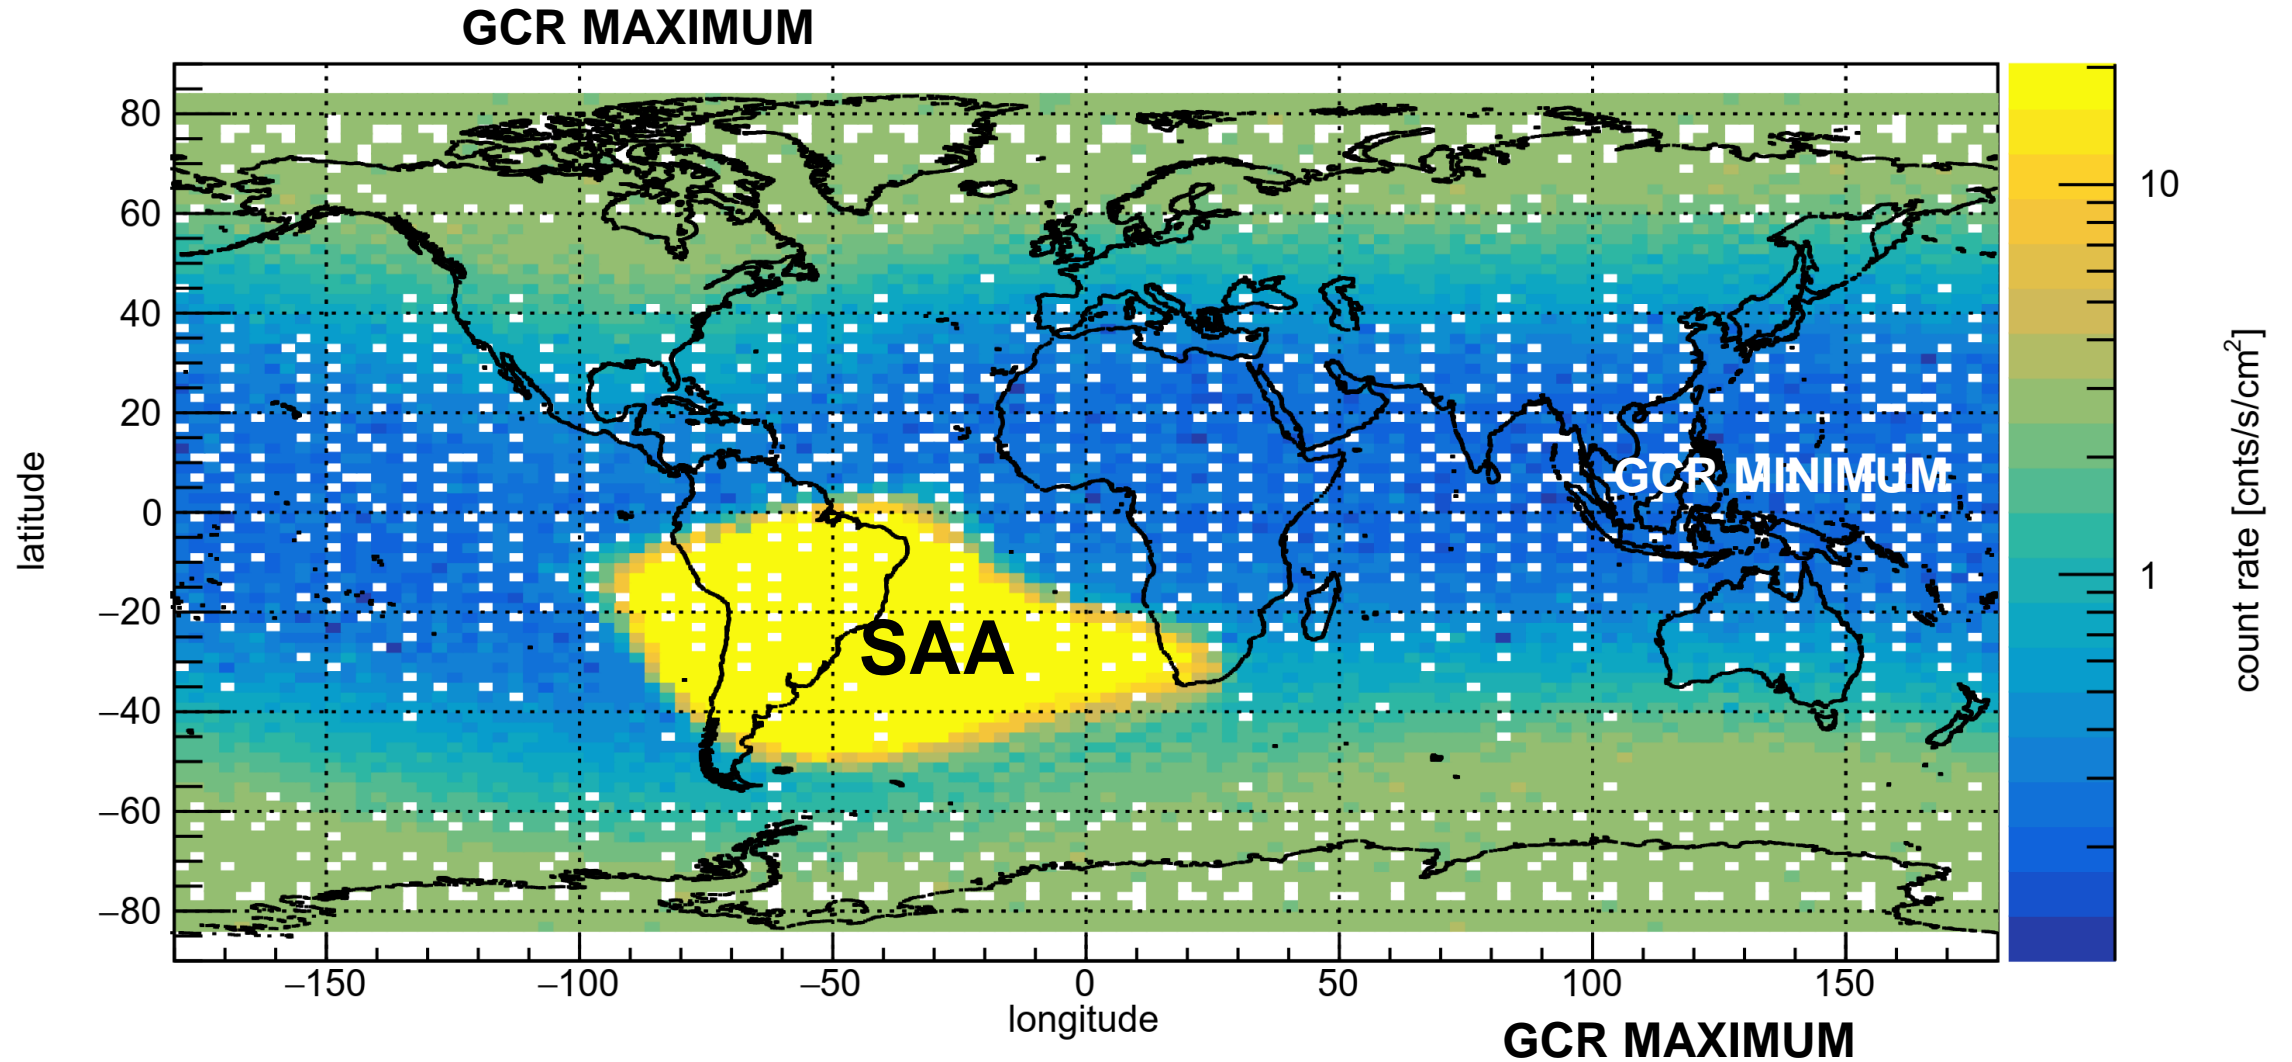 GCR MAXIMUM
80
60
40
20
0
−20
−40
−60
−80
latitude
GCR MINIMUM
SAA
−150
−100
−50
0
50
100
150
longitude
GCR MAXIMUM
10
1
count rate [cnts/s/cm²]